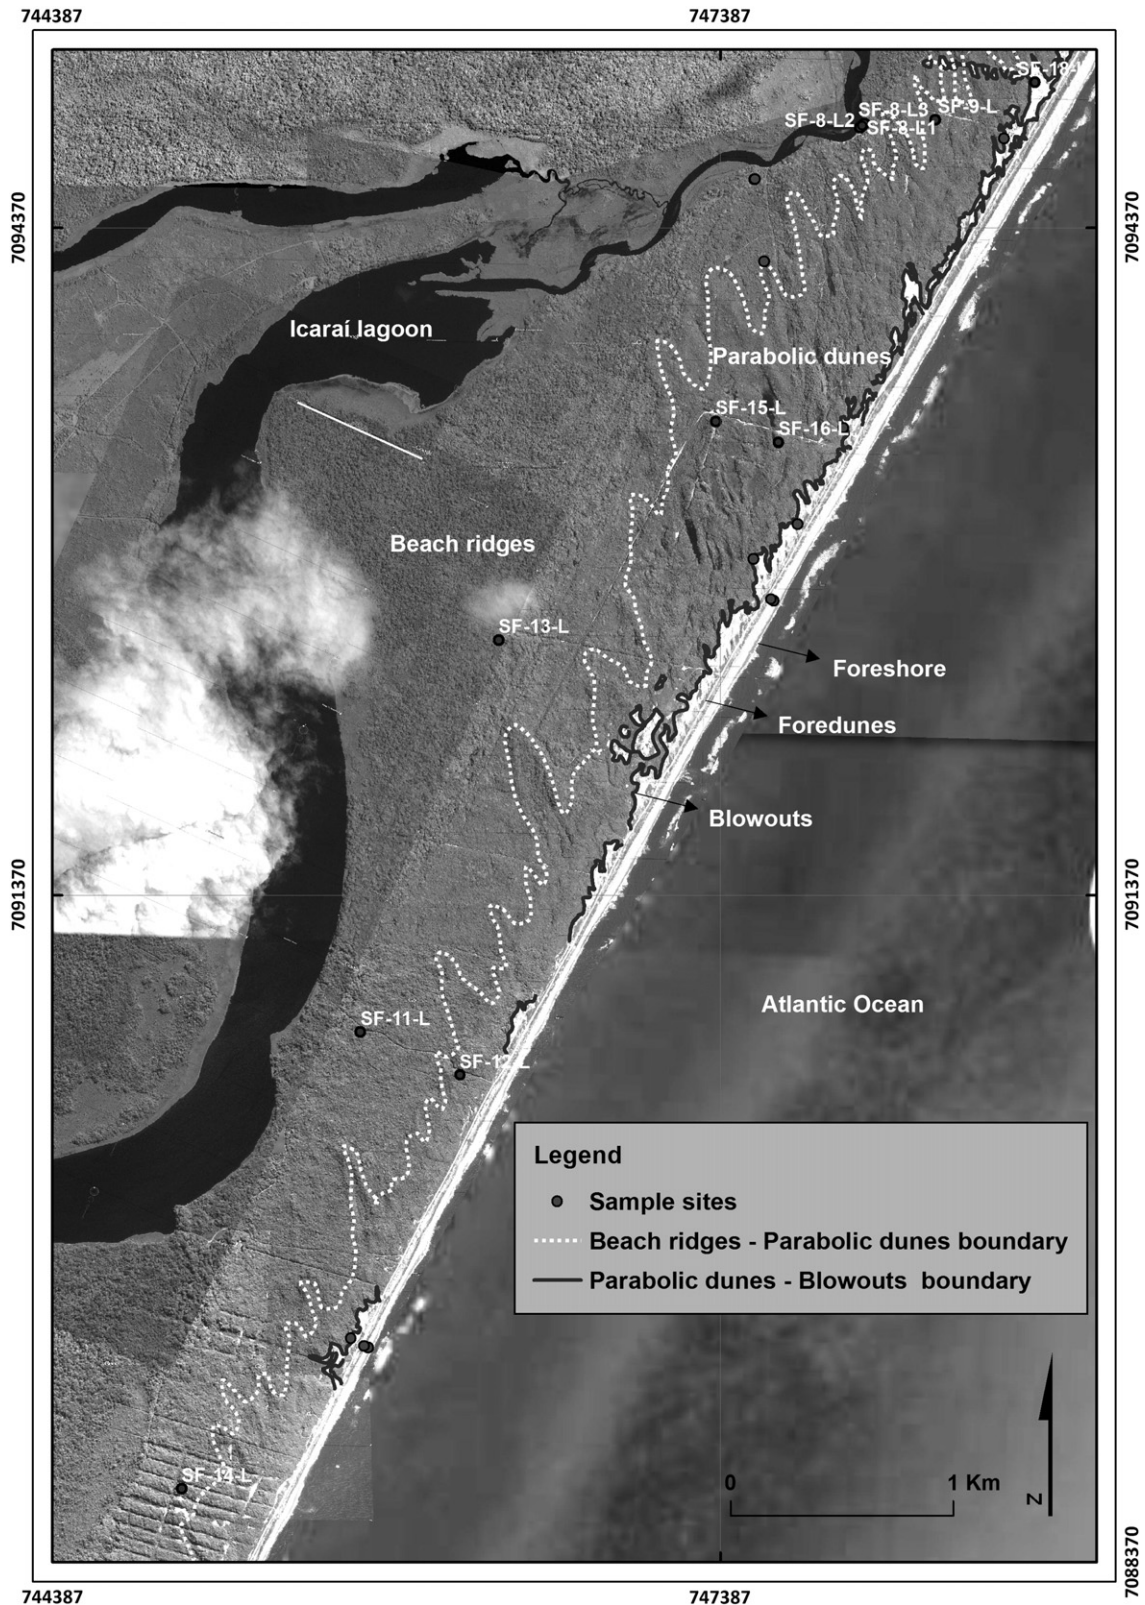 744387
747387
SF-18-L
SF-8-L3
SF-9-L
SF-8-L2
SF-8-L1
7094370
7094370
Icaraí lagoon
Parabolic dunes
SF-15-L
SF-16-L
Beach ridges
SF-13-L
Foreshore
Foredunes
Blowouts
7091370
7091370
Atlantic Ocean
SF-11-L
SF-12-L
Legend
Sample sites
Beach ridges - Parabolic dunes boundary
Parabolic dunes - Blowouts boundary
SF-14-L
0
1 Km
N
7088370
744387
747387